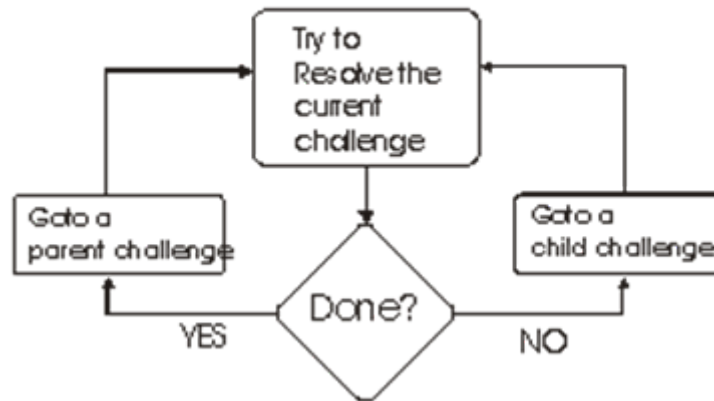 Try to
Resolve the
current
challenge
Goto a
parent challenge
Goto a
child challenge
Done?
YES
NO